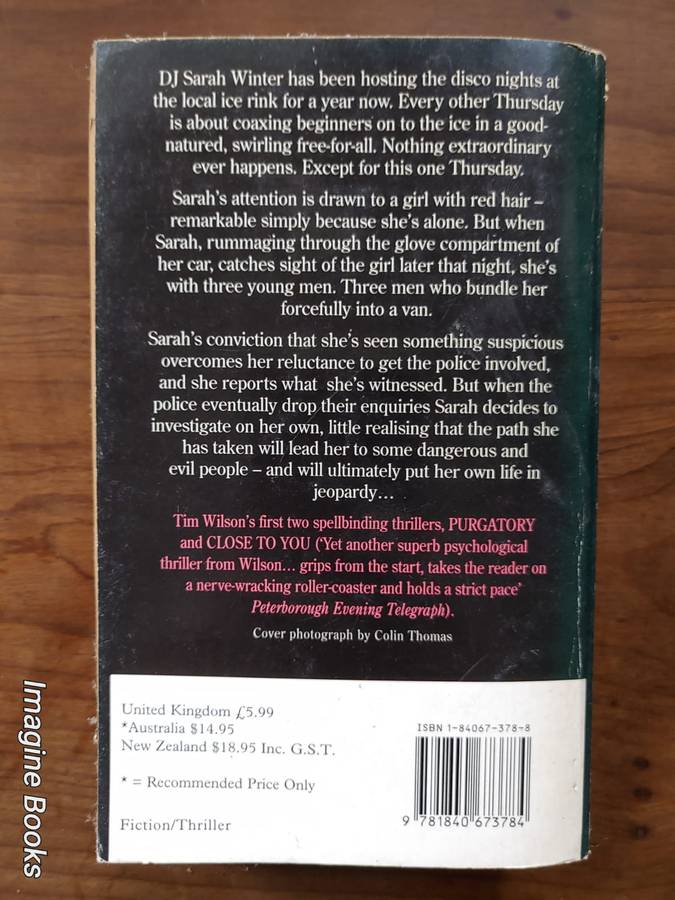 DJ Sarah Winter has been hosting the disco nights at
the local ice rink for a year now. Every other Thursday
is about coaxing beginners on to the ice in a good-
natured, swirling free-for-all. Nothing extraordinary
ever happens. Except for this one Thursday.
Sarah's attention is drawn to a girl with red hair –
remarkable simply because she's alone. But when
Sarah, rummaging through the glove compartment of
her car, catches sight of the girl later that night, she's
with three young men. Three men who bundle her
forcefully into a van.
Sarah's conviction that she's seen something suspicious
overcomes her reluctance to get the police involved,
and she reports what she's witnessed. But when the
police eventually drop their enquiries Sarah decides to
investigate on her own, little realising that the path she
has taken will lead her to some dangerous and
evil people – and will ultimately put her own life in
jeopardy…
Tim Wilson's first two spellbinding thrillers, PURGATORY
and CLOSE TO YOU ('Yet another superb psychological
thriller from Wilson… grips from the start, takes the reader on
a nerve-wracking roller-coaster and holds a strict pace'
Peterborough Evening Telegraph).
Cover photograph by Colin Thomas
United Kingdom £5.99
*Australia $14.95
New Zealand $18.95 Inc. G.S.T.
* = Recommended Price Only
Fiction/Thriller
ISBN 1-84067-378-8
9 781840 673784
Imagine Books